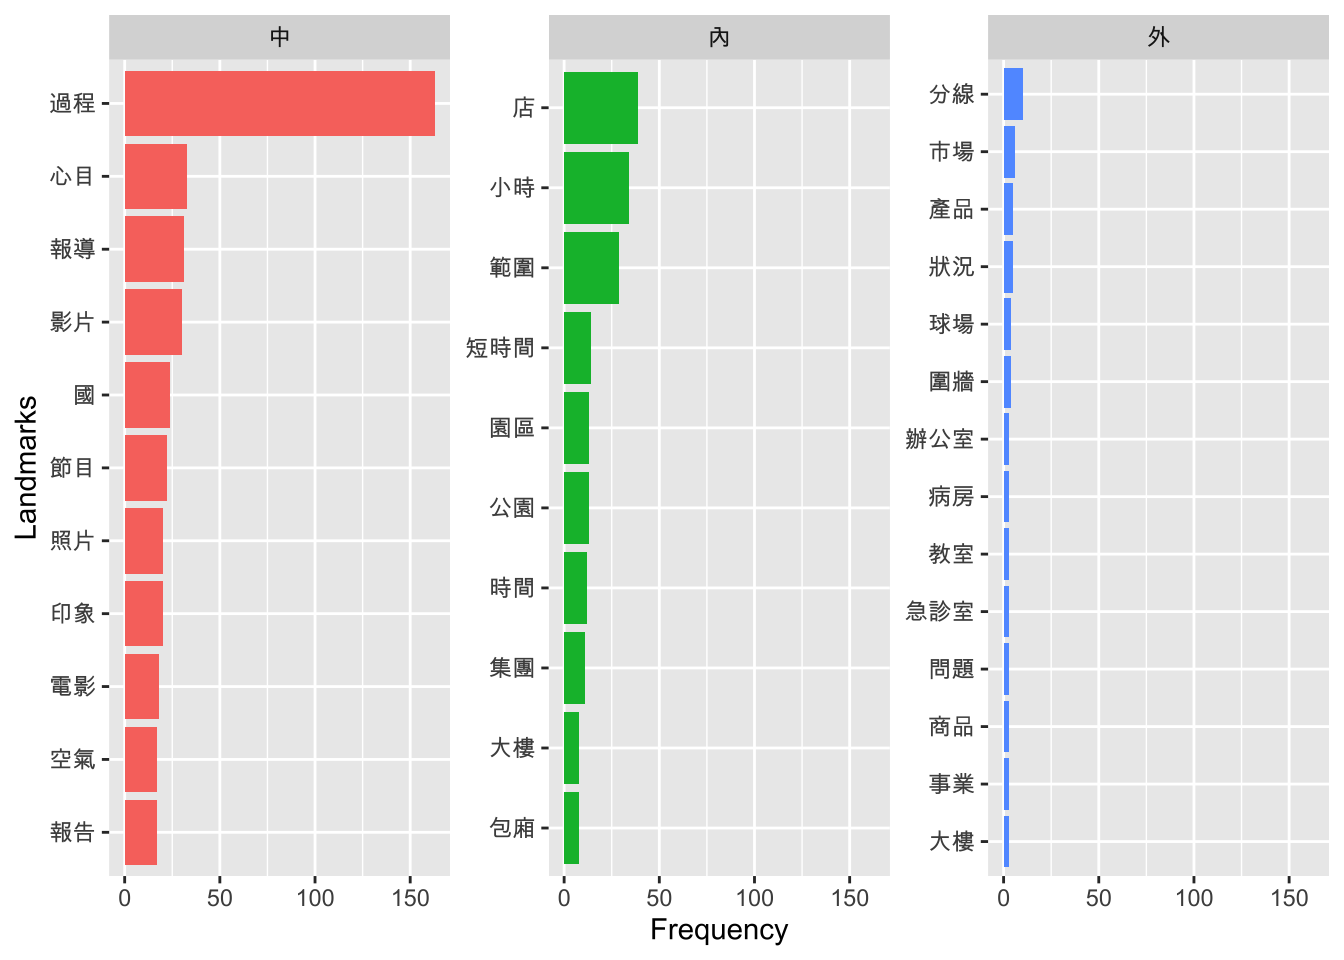 中
過程
心目
報導
影片
國
節目
照片
印象
電影
空氣
報告
0 50 100 150
內
店
小時
範圍
短時間
園區
公園
時間
集團
大樓
包廂
0 50 100 150
外
分線
市場
產品
狀況
球場
圍牆
辦公室
病房
教室
急診室
問題
商品
事業
大樓
0 50 100 150
Landmarks
Frequency